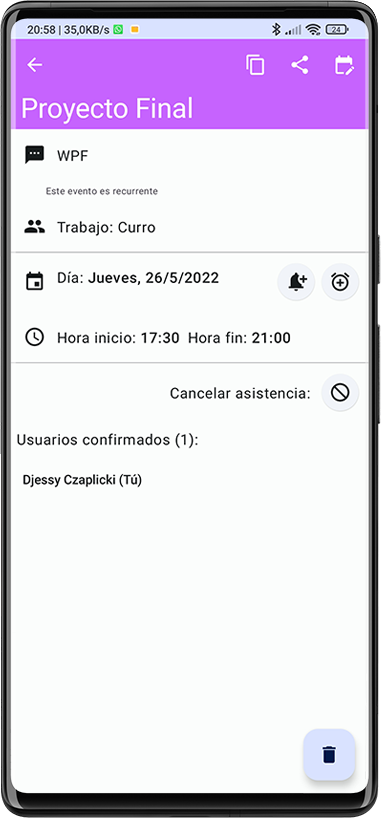 20:58 | 35,0KB/s
24
Proyecto Final
WPF
Este evento es recurrente
Trabajo: Curro
Día: Jueves, 26/5/2022
Hora inicio: 17:30 Hora fin: 21:00
Cancelar asistencia:
Usuarios confirmados (1):
Djessy Czaplicki (Tú)